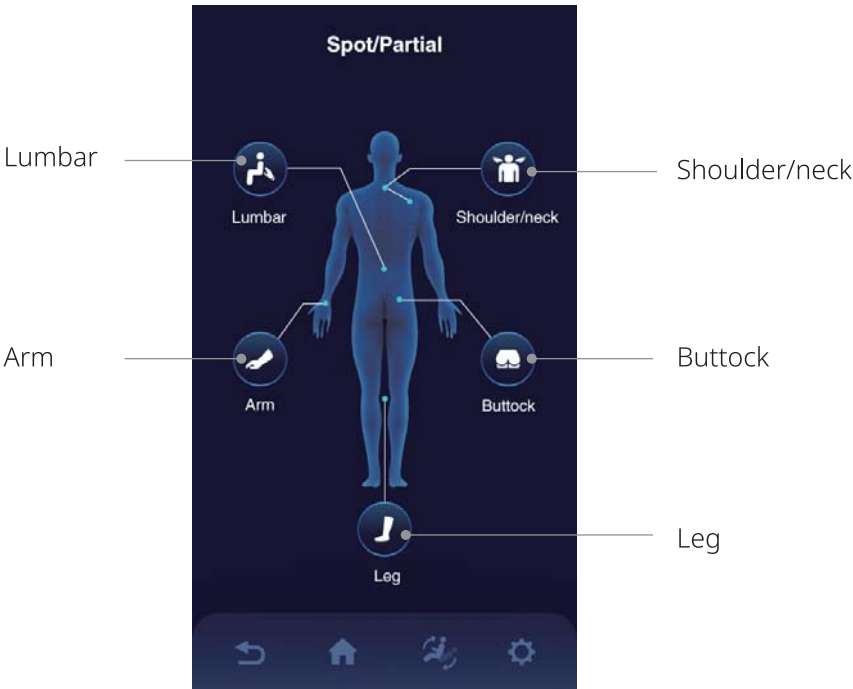 Spot/Partial
Lumbar
Shoulder/neck
Lumbar
Shoulder/neck
Arm
Buttock
Arm
Buttock
Leg
Leg